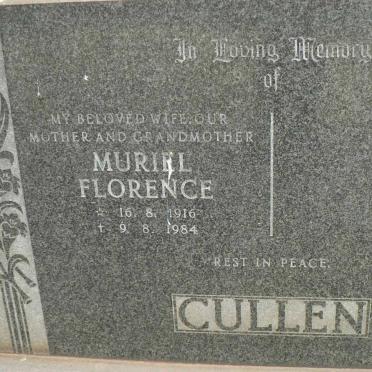 In Loving Memory
of
MY BELOVED WIFE, OUR
MOTHER AND GRANDMOTHER
MURIEL
FLORENCE
☆ 16. 8. 1916
† 9. 8. 1984
REST IN PEACE.
CULLEN